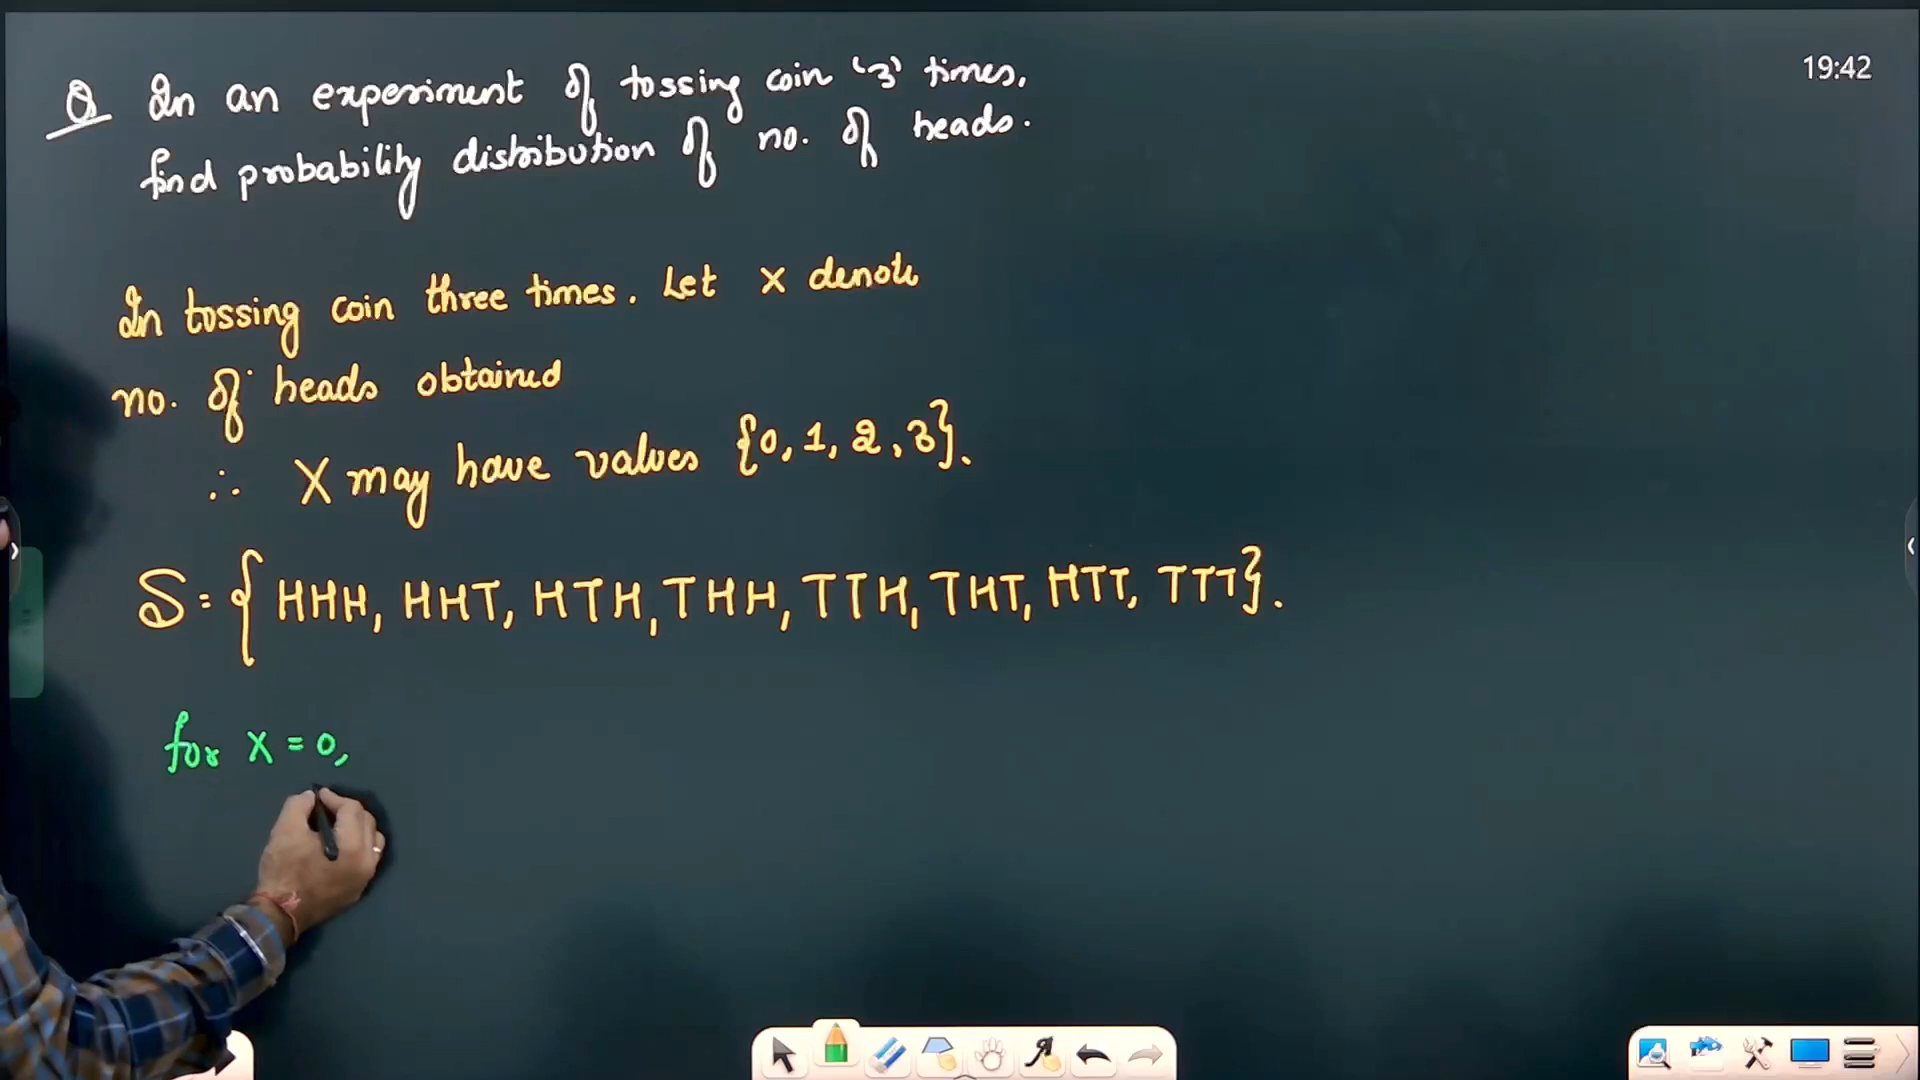 19:42
Q In an experiment of tossing coin '3' times,
find probability distribution of no. of heads.
In tossing coin three times. Let x denote
no. of heads obtained
∴ X may have values {0, 1, 2, 3}.
S = { HHH, HHT, HTH, THH, TTH, THT, HTT, TTT}.
for X = 0,